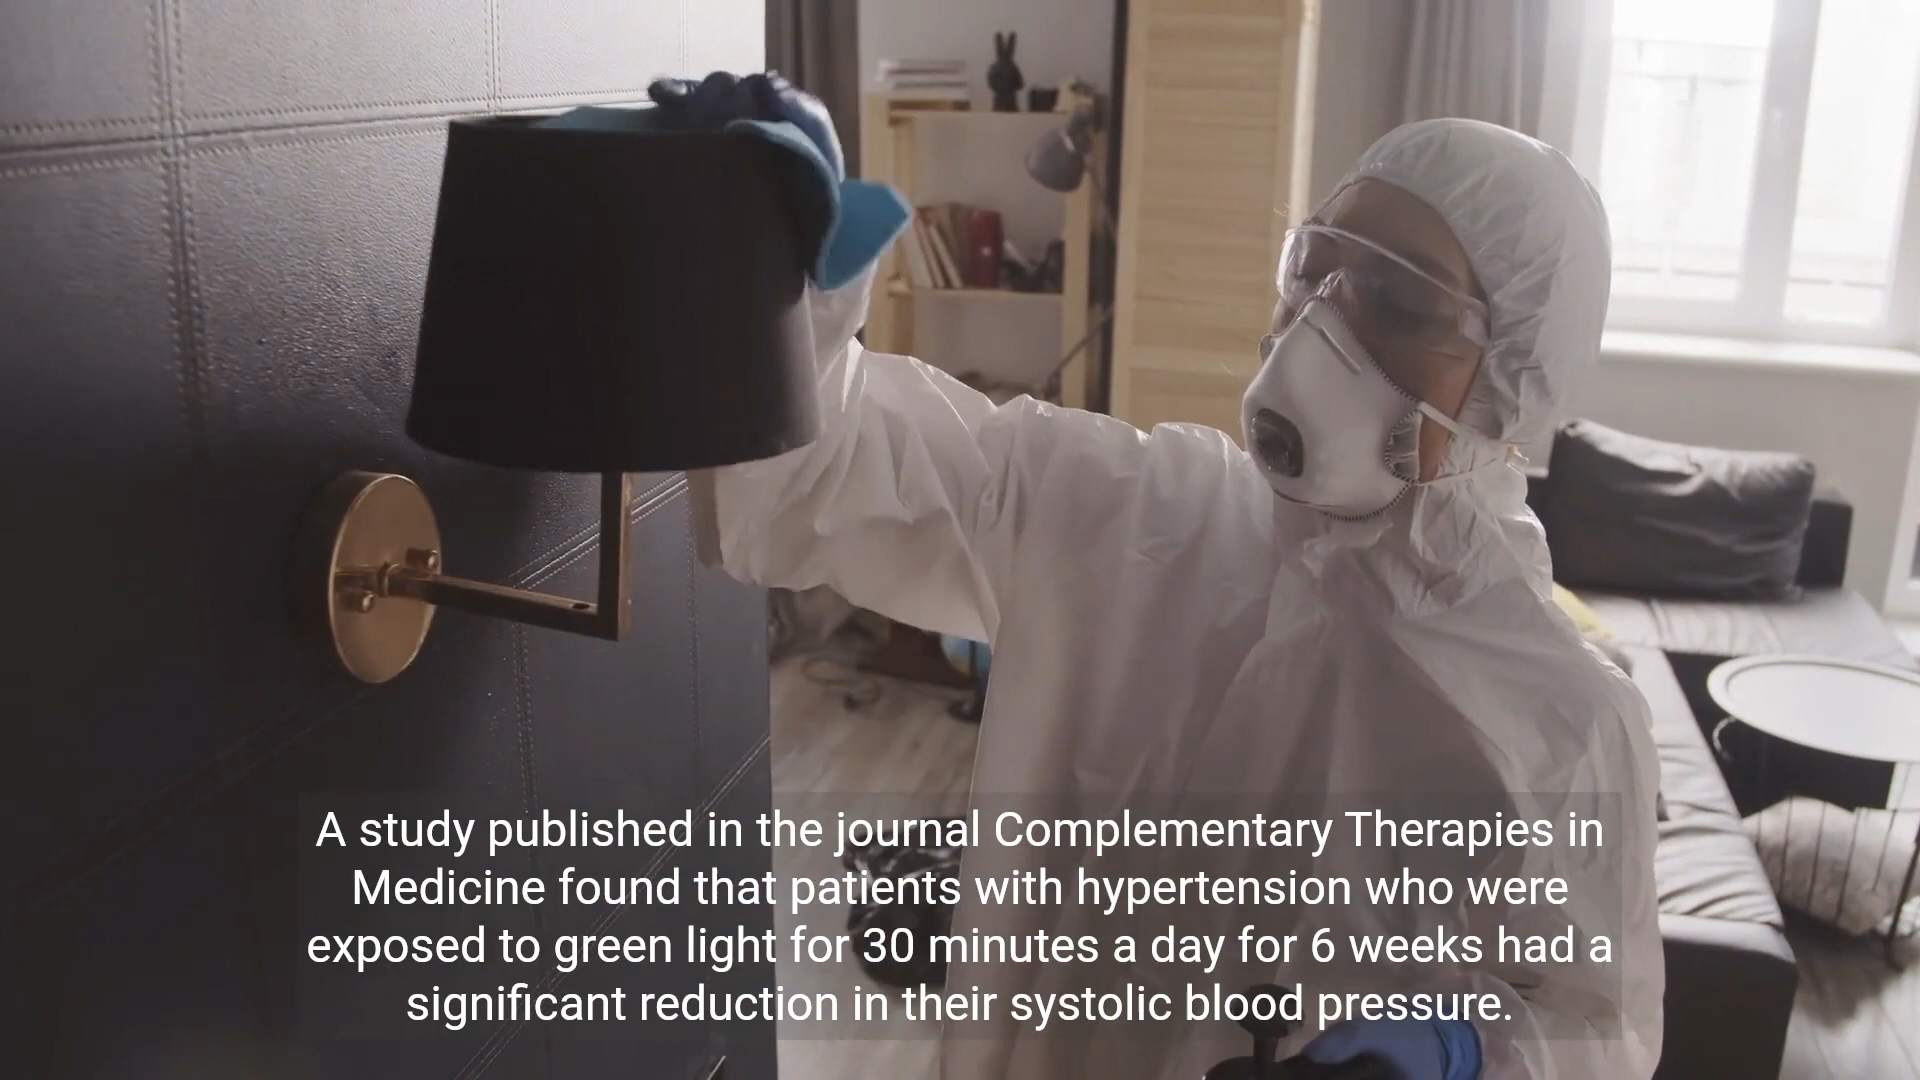 A study published in the journal Complementary Therapies in
Medicine found that patients with hypertension who were
exposed to green light for 30 minutes a day for 6 weeks had a
significant reduction in their systolic blood pressure.